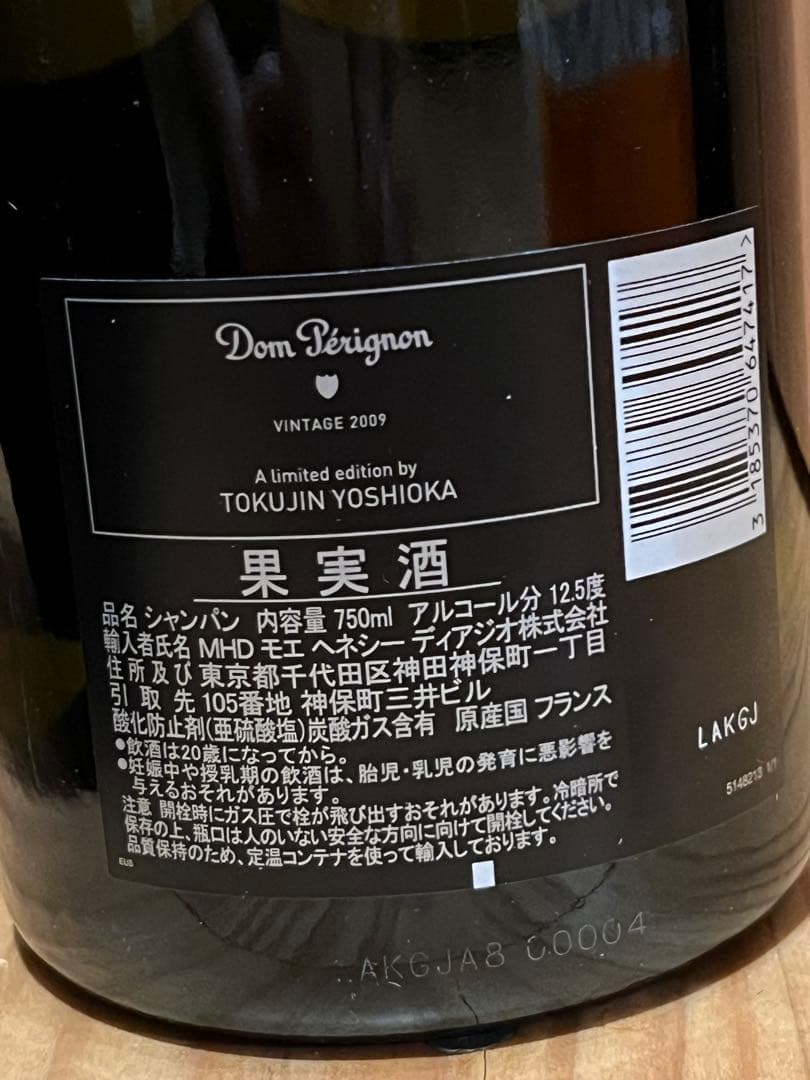 Dom Pérignon
VINTAGE 2009
A limited edition by
TOKUJIN YOSHIOKA
果実酒
品名 シャンパン 内容量 750ml アルコール分 12.5度
輸入者氏名 MHD モエ ヘネシー ディアジオ株式会社
住所及び 東京都千代田区神田神保町一丁目
引取先 105番地 神保町三井ビル
酸化防止剤(亜硫酸塩)炭酸ガス含有 原産国 フランス
●飲酒は20歳になってから。
●妊娠中や授乳期の飲酒は、胎児・乳児の発育に悪影響を
与えるおそれがあります。
注意 開栓時にガス圧で栓が飛び出すおそれがあります。冷暗所で
保存の上、瓶口は人のいない安全な方向に向けて開栓してください。
品質保持のため、定温コンテナを使って輸入しております。
EUS
3 185370 647417 >
LAKGJ
5148213 1/1
AKGJA8 00004